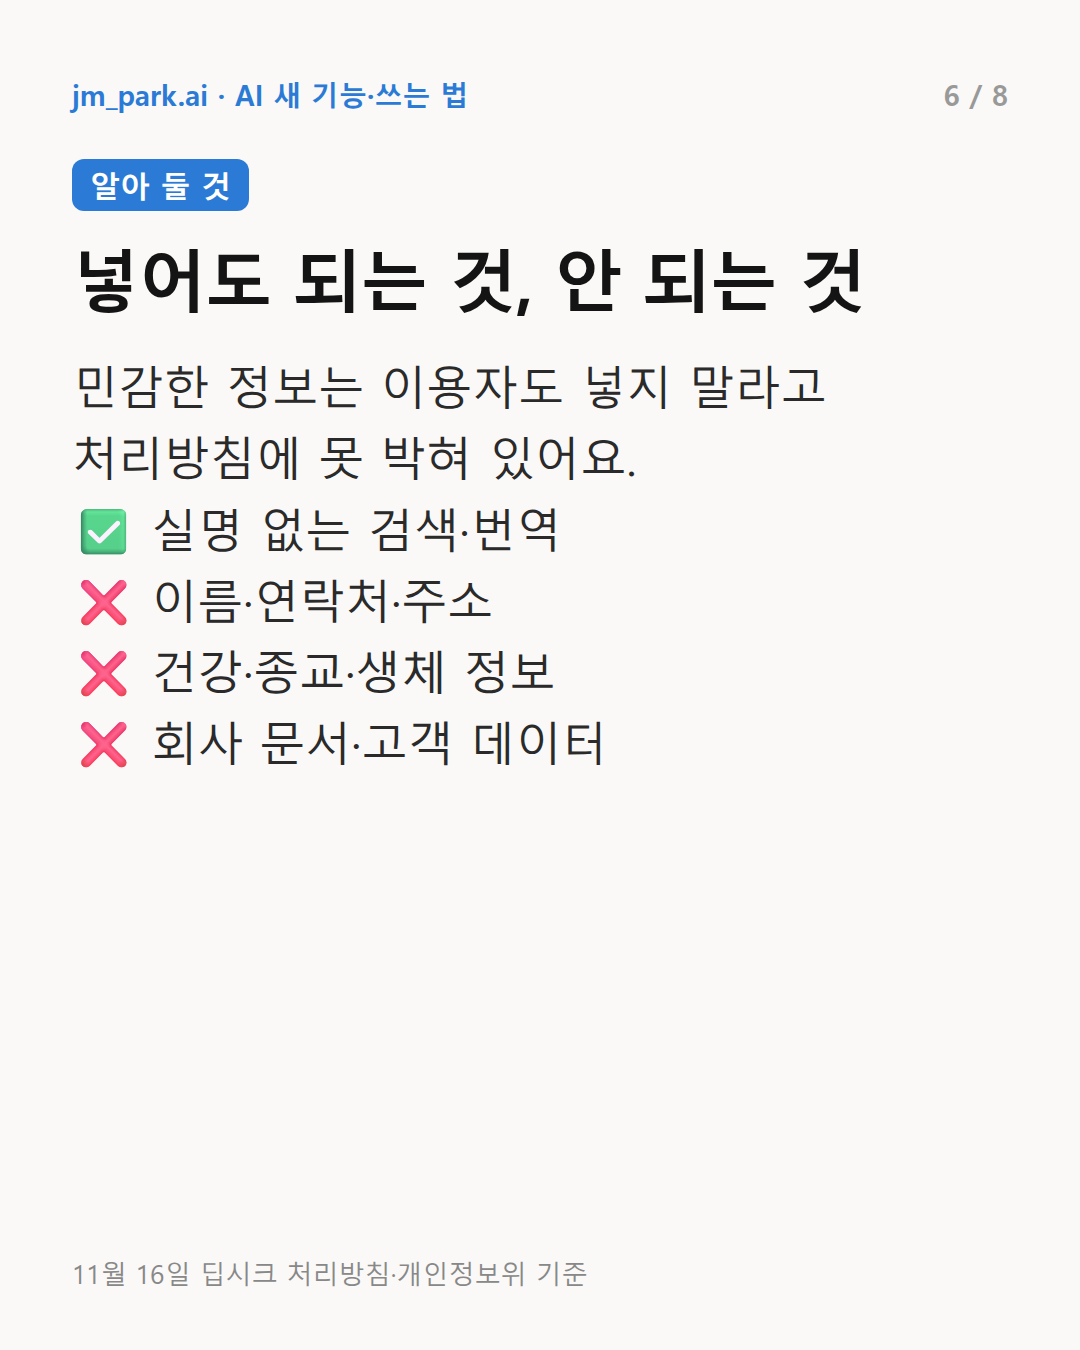 jm_park.ai · AI 새 기능·쓰는 법
6 / 8
알아 둘 것
넣어도 되는 것, 안 되는 것
민감한 정보는 이용자도 넣지 말라고
처리방침에 못 박혀 있어요.
✅ 실명 없는 검색·번역
❌ 이름·연락처·주소
❌ 건강·종교·생체 정보
❌ 회사 문서·고객 데이터
11월 16일 딥시크 처리방침·개인정보위 기준